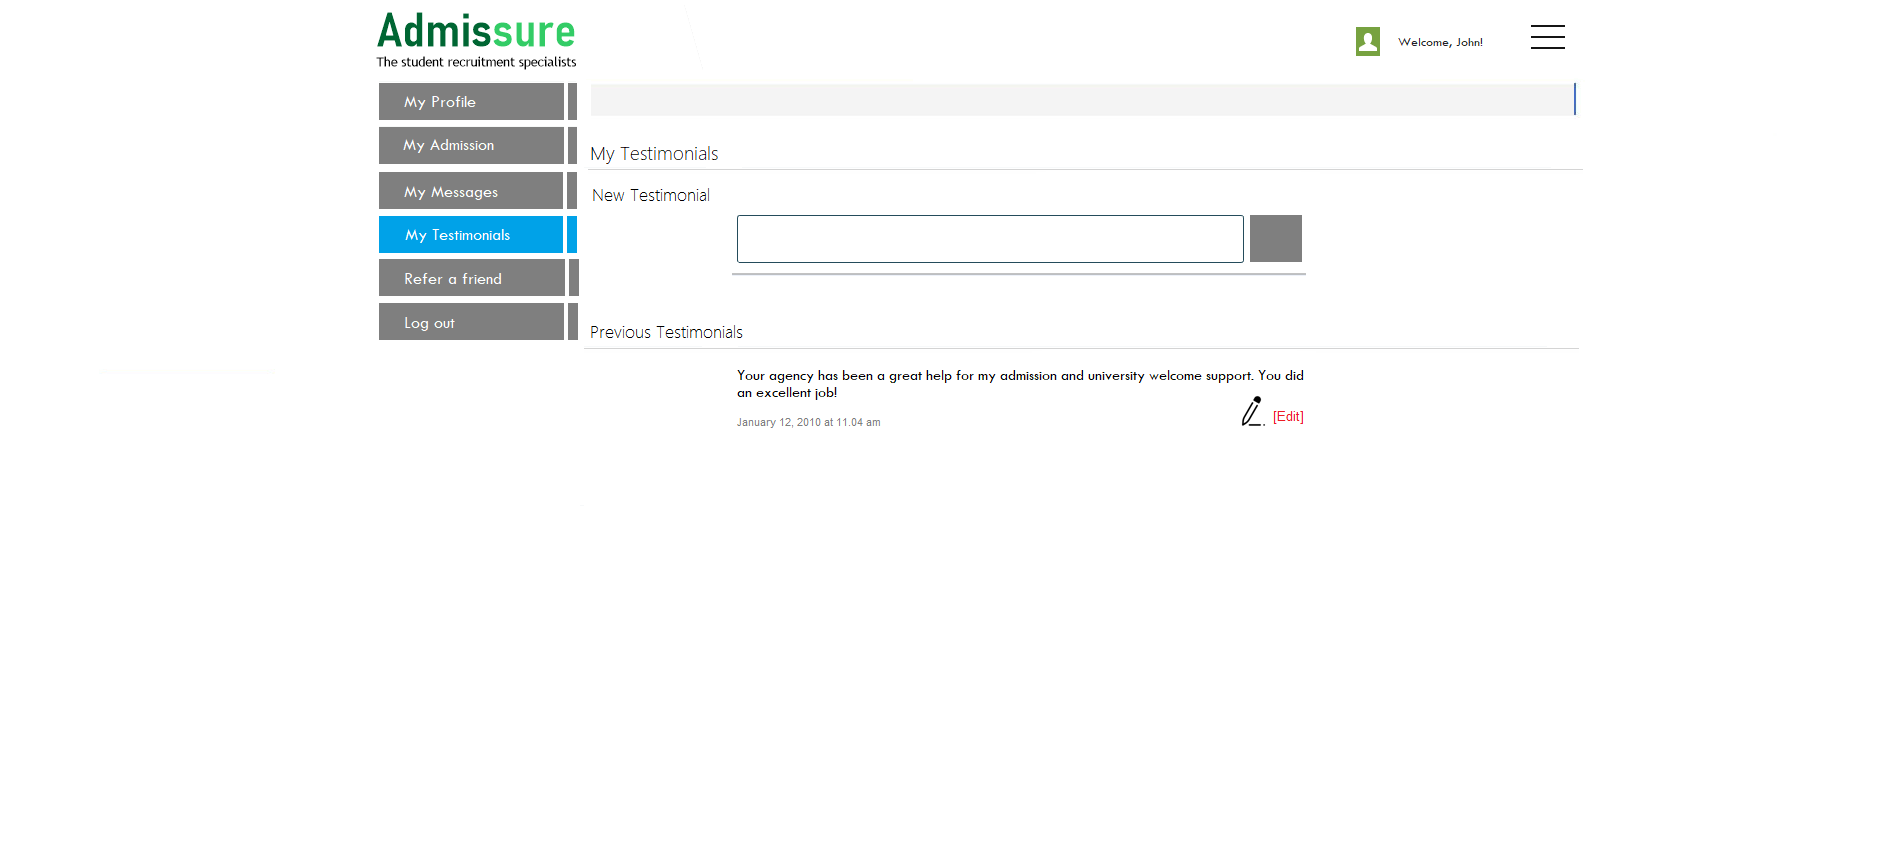 Admissure
The student recruitment specialists
Welcome, John!
My Profile
My Admission
My Messages
My Testimonials
Refer a friend
Log out
My Testimonials
New Testimonial
Previous Testimonials
Your agency has been a great help for my admission and university welcome support. You did
an excellent job!
January 12, 2010 at 11.04 am
[Edit]